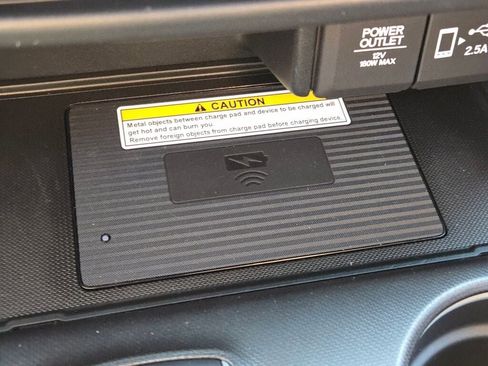 POWER
OUTLET
12V
180W MAX
2.5A
CAUTION
Metal objects between charge pad and device to be charged will
get hot and can burn you.
Remove foreign objects from charge pad before charging device.